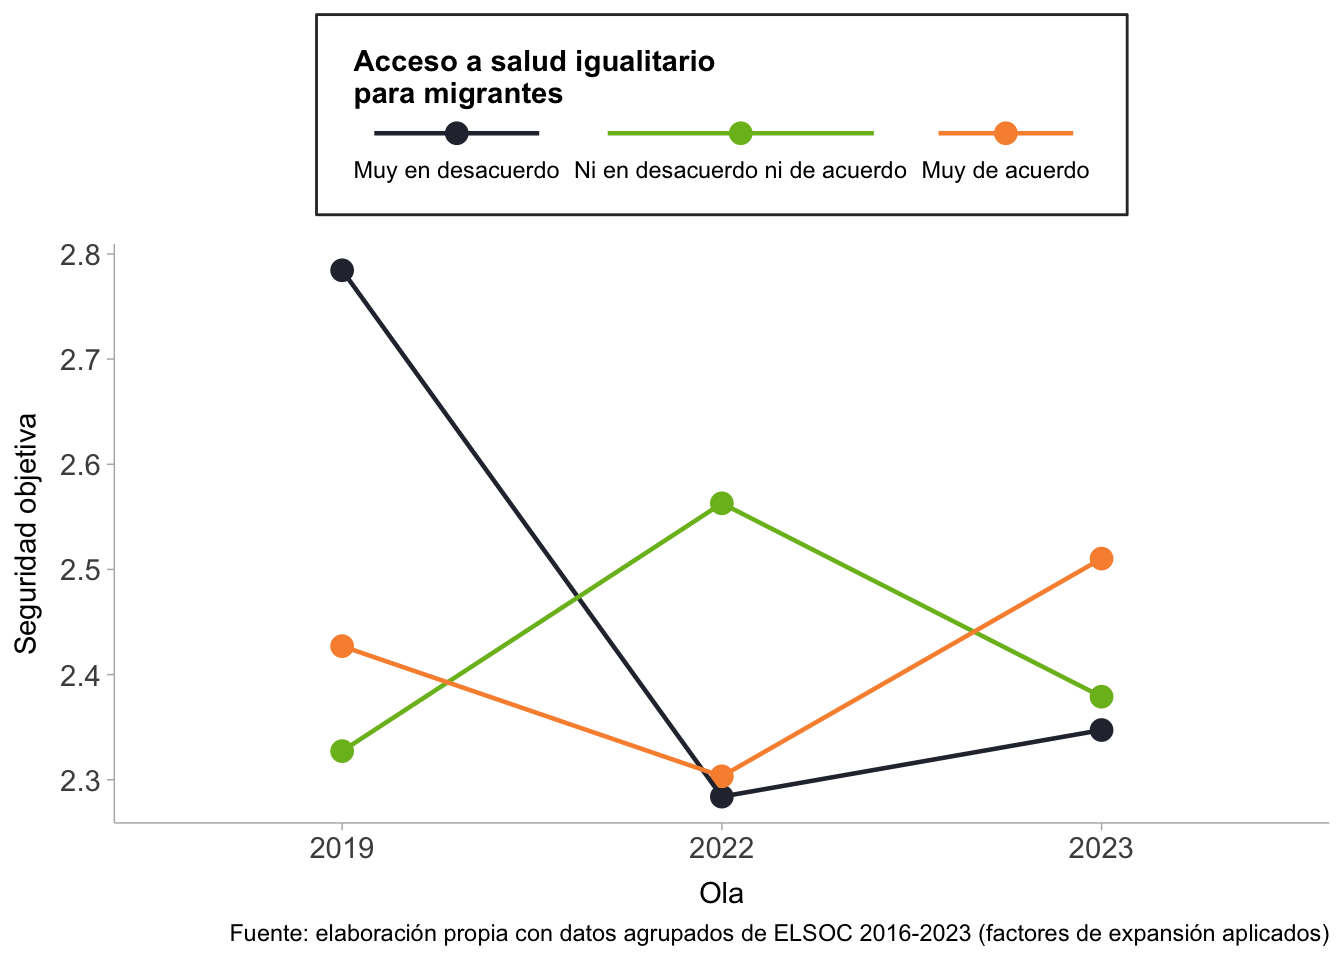 Acceso a salud igualitario
para migrantes
Muy en desacuerdo Ni en desacuerdo ni de acuerdo Muy de acuerdo
2.8
2.7
2.6
2.5
2.4
2.3
Seguridad objetiva
2019 2022 2023
Ola
Fuente: elaboración propia con datos agrupados de ELSOC 2016-2023 (factores de expansión aplicados)